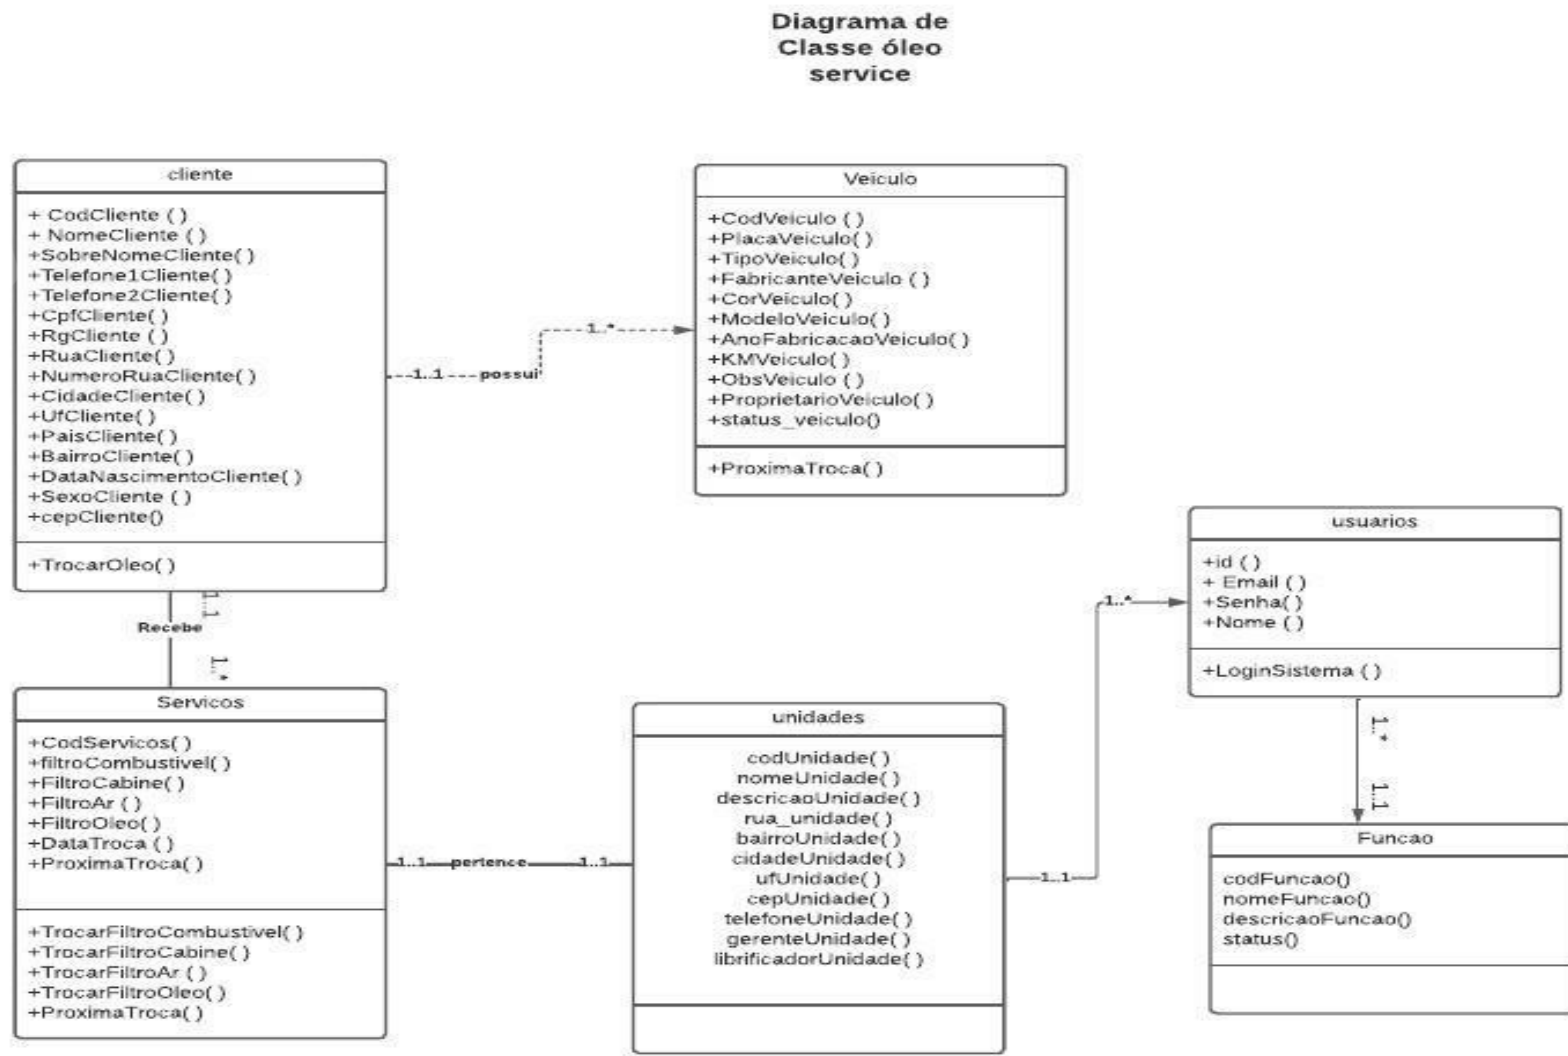 Diagrama de
Classe óleo
service
cliente
+ CodCliente ( )
+ NomeCliente ( )
+SobreNomeCliente( )
+Telefone1Cliente( )
+Telefone2Cliente( )
+CpfCliente( )
+RgCliente ( )
+RuaCliente( )
+NumeroRuaCliente( )
+CidadeCliente( )
+UfCliente( )
+PaisCliente( )
+BairroCliente( )
+DataNascimentoCliente( )
+SexoCliente ( )
+cepCliente()
+TrocarOleo( )
1..1
possui
1..*
Veiculo
+CodVeiculo ( )
+PlacaVeiculo( )
+TipoVeiculo( )
+FabricanteVeiculo ( )
+CorVeiculo( )
+ModeloVeiculo( )
+AnoFabricacaoVeiculo( )
+KMVeiculo( )
+ObsVeiculo ( )
+ProprietarioVeiculo( )
+status_veiculo()
+ProximaTroca( )
1..1
Recebe
1..*
Servicos
+CodServicos( )
+filtroCombustivel( )
+FiltroCabine( )
+FiltroAr ( )
+FiltroOleo( )
+DataTroca ( )
+ProximaTroca( )
+TrocarFiltroCombustivel( )
+TrocarFiltroCabine( )
+TrocarFiltroAr ( )
+TrocarFiltroOleo( )
+ProximaTroca( )
1..1
pertence
1..1
unidades
codUnidade( )
nomeUnidade( )
descricaoUnidade( )
rua_unidade( )
bairroUnidade( )
cidadeUnidade( )
ufUnidade( )
cepUnidade( )
telefoneUnidade( )
gerenteUnidade( )
librificadorUnidade( )
1..1
1..*
usuarios
+id ( )
+ Email ( )
+Senha( )
+Nome ( )
+LoginSistema ( )
1..*
1..1
Funcao
codFuncao()
nomeFuncao()
descricaoFuncao()
status()